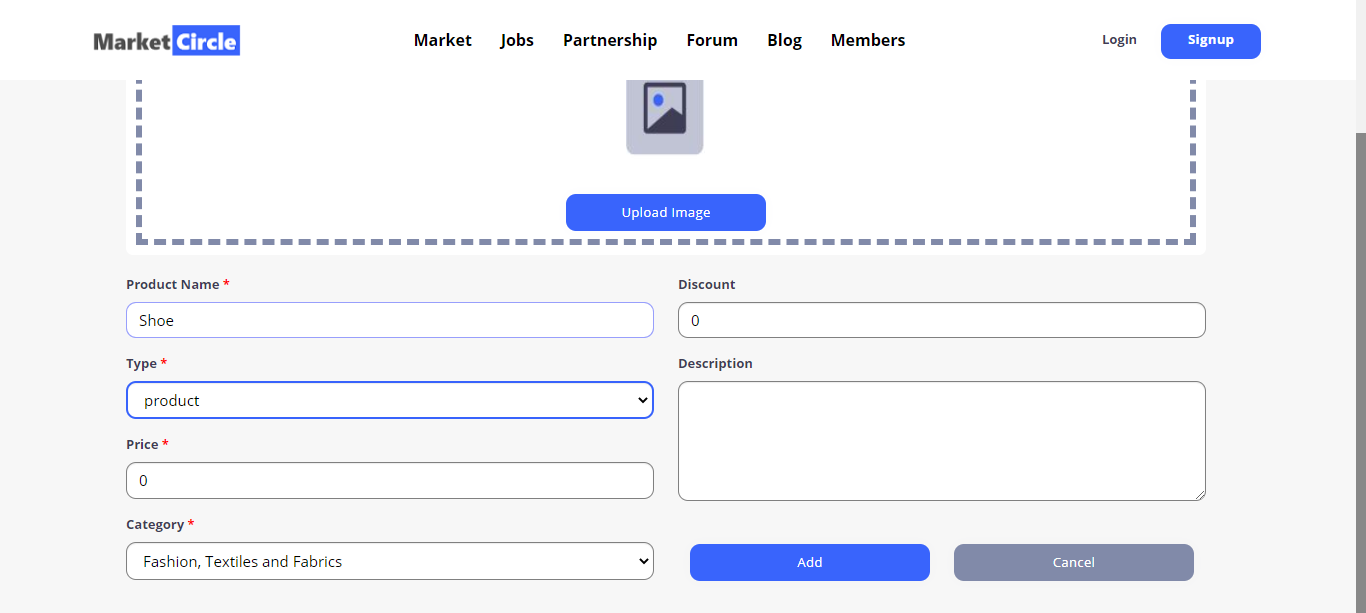 Market Circle
Market Jobs Partnership Forum Blog Members
Login Signup
Upload Image
Product Name *
Shoe
Type *
product
Price *
0
Category *
Fashion, Textiles and Fabrics
Discount
0
Description
Add Cancel